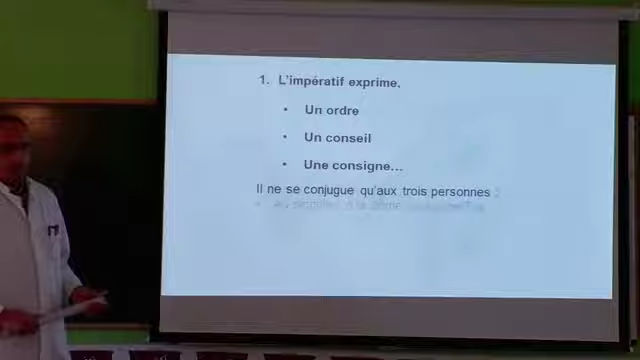 1. L'impératif exprime.
• Un ordre
• Un conseil
• Une consigne...
Il ne se conjugue qu'aux trois personnes :